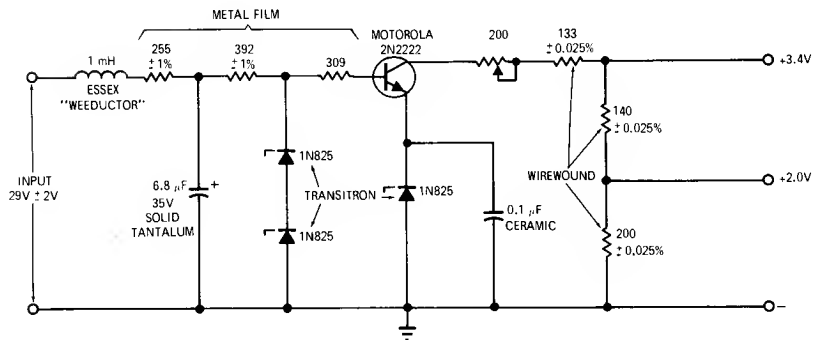 METAL FILM
MOTOROLA
2N2222
1 mH
ESSEX
"WEEDUCTOR"
255
± 1%
392
± 1%
309
200
133
± 0.025%
+3.4V
140
± 0.025%
INPUT
29V ± 2V
6.8 μF
+
35V
SOLID
TANTALUM
1N825
TRANSITRON
1N825
1N825
0.1 μF
CERAMIC
WIREWOUND
+2.0V
200
± 0.025%
−